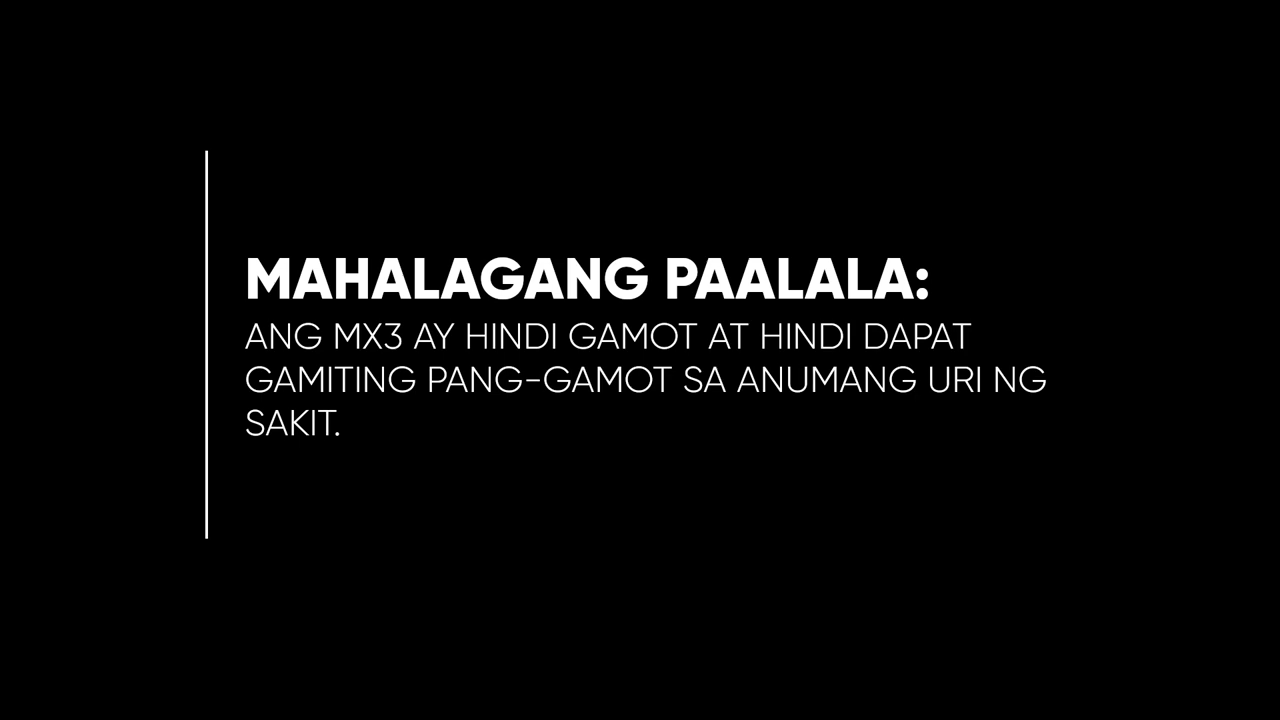 MAHALAGANG PAALALA:
ANG MX3 AY HINDI GAMOT AT HINDI DAPAT
GAMITING PANG-GAMOT SA ANUMANG URI NG
SAKIT.